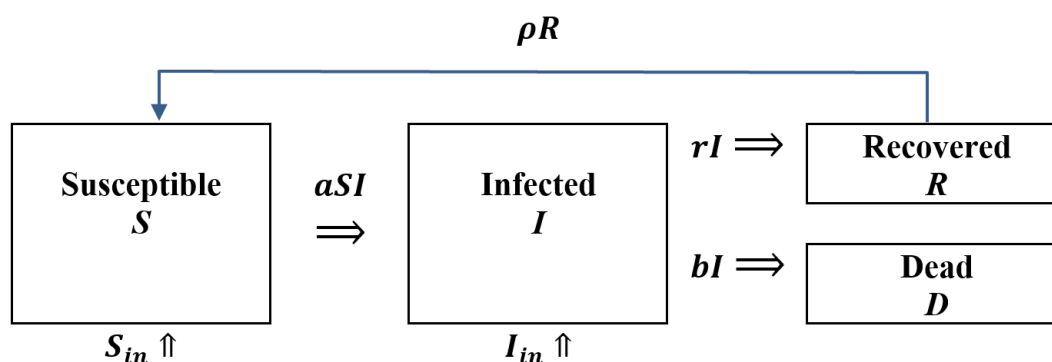 ρR
Susceptible
S
aSI
⇒
Infected
I
rI ⇒
Recovered
R
bI ⇒
Dead
D
S_in ⇑
I_in ⇑